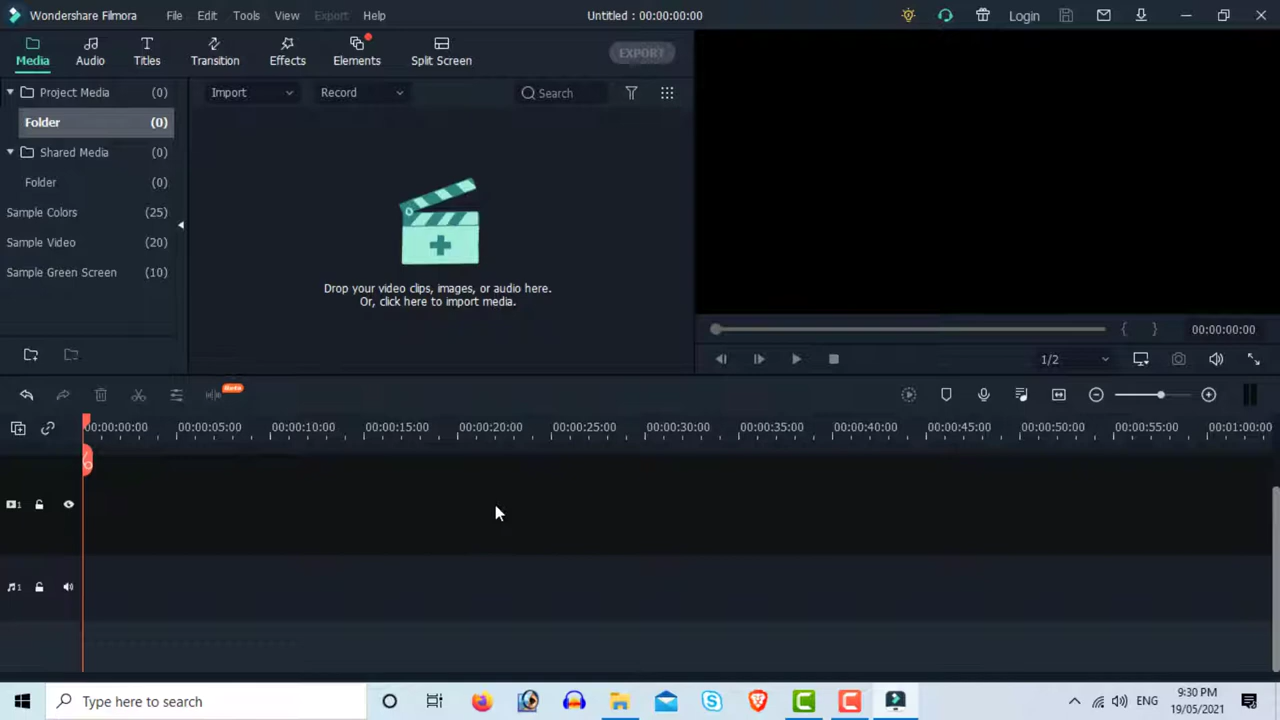 Wondershare Filmora File Edit Tools View Export Help Untitled : 00:00:00:00 Login
Media Audio Titles Transition Effects Elements Split Screen EXPORT
Project Media (0)
Folder (0)
Shared Media (0)
Folder (0)
Sample Colors (25)
Sample Video (20)
Sample Green Screen (10)
Import Record Search
Drop your video clips, images, or audio here.
Or, click here to import media.
00:00:00:00
1/2
Beta
00:00:00:00 00:00:05:00 00:00:10:00 00:00:15:00 00:00:20:00 00:00:25:00 00:00:30:00 00:00:35:00 00:00:40:00 00:00:45:00 00:00:50:00 00:00:55:00 00:01:00:00
1
1
Type here to search
ENG
9:30 PM
19/05/2021